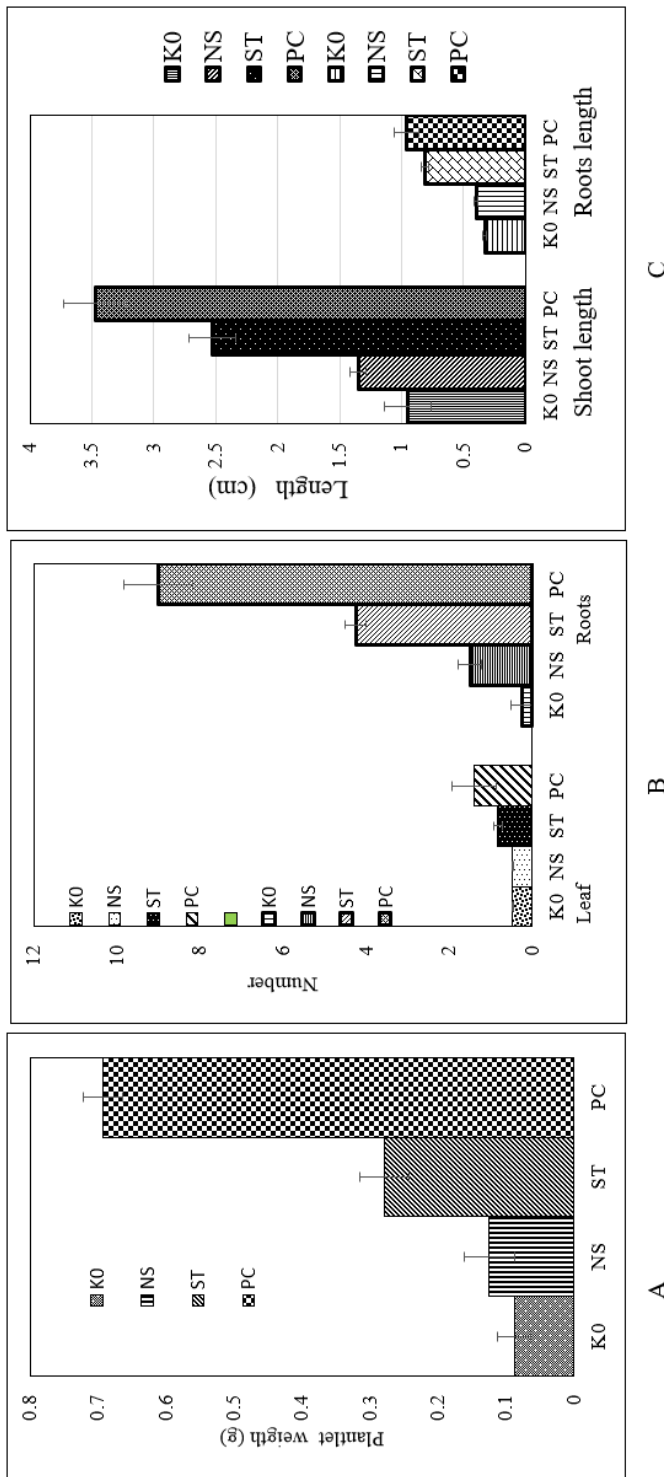 0.8
0.7
0.6
0.5
0.4
0.3
0.2
0.1
0
Plantlet weigth (g)
K0
NS
ST
PC
K0 NS ST PC
A
12
10
8
6
4
2
0
Number
K0
NS
ST
PC
K0
NS
ST
PC
K0 NS ST PC K0 NS ST PC
Leaf Roots
B
4
3.5
3
2.5
2
1.5
1
0.5
0
Length (cm)
K0 NS ST PC K0 NS ST PC
Shoot length Roots length
K0
NS
ST
PC
K0
NS
ST
PC
C